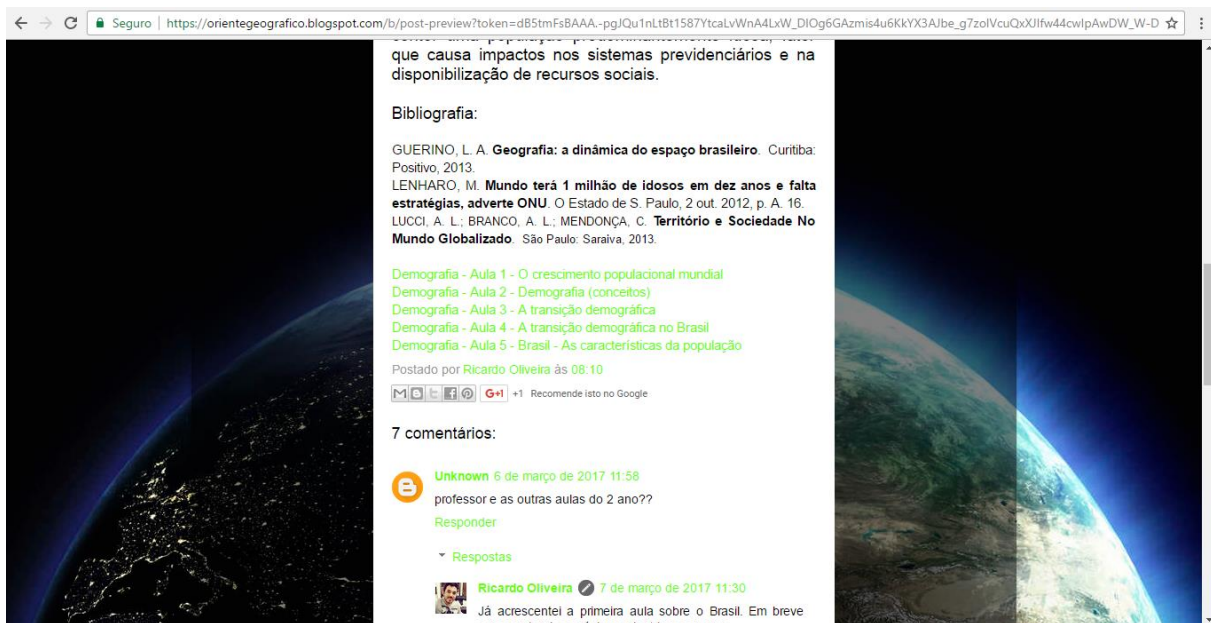 Seguro | https://orientegeografico.blogspot.com/b/post-preview?token=dB5tmFsBAAA.-pgJQu1nLtBt1587YtcaLvWnA4LxW_DIOg6GAzmis4u6KkYX3AJbe_g7zolVcuQxXJIfw44cwIpAwDW_W-D
que causa impactos nos sistemas previdenciários e na
disponibilização de recursos sociais.
Bibliografia:
GUERINO, L. A. Geografia: a dinâmica do espaço brasileiro. Curitiba:
Positivo, 2013.
LENHARO, M. Mundo terá 1 milhão de idosos em dez anos e falta
estratégias, adverte ONU. O Estado de S. Paulo, 2 out. 2012, p. A. 16.
LUCCI, A. L.; BRANCO, A. L.; MENDONÇA, C. Território e Sociedade No
Mundo Globalizado. São Paulo: Saraiva, 2013.
Demografia - Aula 1 - O crescimento populacional mundial
Demografia - Aula 2 - Demografia (conceitos)
Demografia - Aula 3 - A transição demográfica
Demografia - Aula 4 - A transição demográfica no Brasil
Demografia - Aula 5 - Brasil - As características da população
Postado por Ricardo Oliveira às 08:10
G+1 +1 Recomende isto no Google
7 comentários:
Unknown 6 de março de 2017 11:58
professor e as outras aulas do 2 ano??
Responder
Respostas
Ricardo Oliveira 7 de março de 2017 11:30
Já acrescentei a primeira aula sobre o Brasil. Em breve